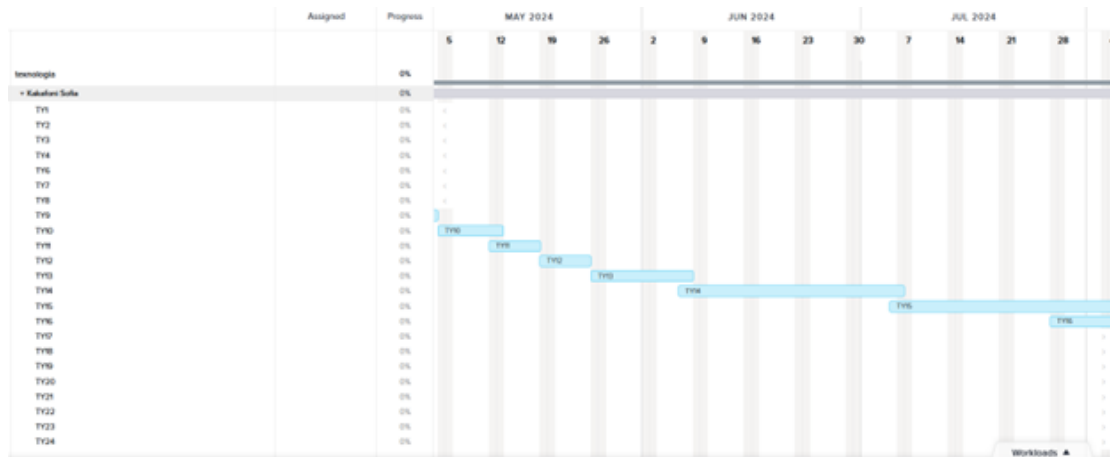 Assigned Progress MAY 2024 JUN 2024 JUL 2024
5 12 19 26 2 9 16 23 30 7 14 21 28
texnologia 0%
Kakafoni Sofia 0%
TY1 0%
TY2 0%
TY3 0%
TY4 0%
TY6 0%
TY7 0%
TY8 0%
TY9 0%
TY10 0% TY10
TY11 0% TY11
TY12 0% TY12
TY13 0% TY13
TY14 0% TY14
TY15 0% TY15
TY16 0% TY16
TY17 0%
TY18 0%
TY19 0%
TY20 0%
TY21 0%
TY22 0%
TY23 0%
TY24 0%
Workloads